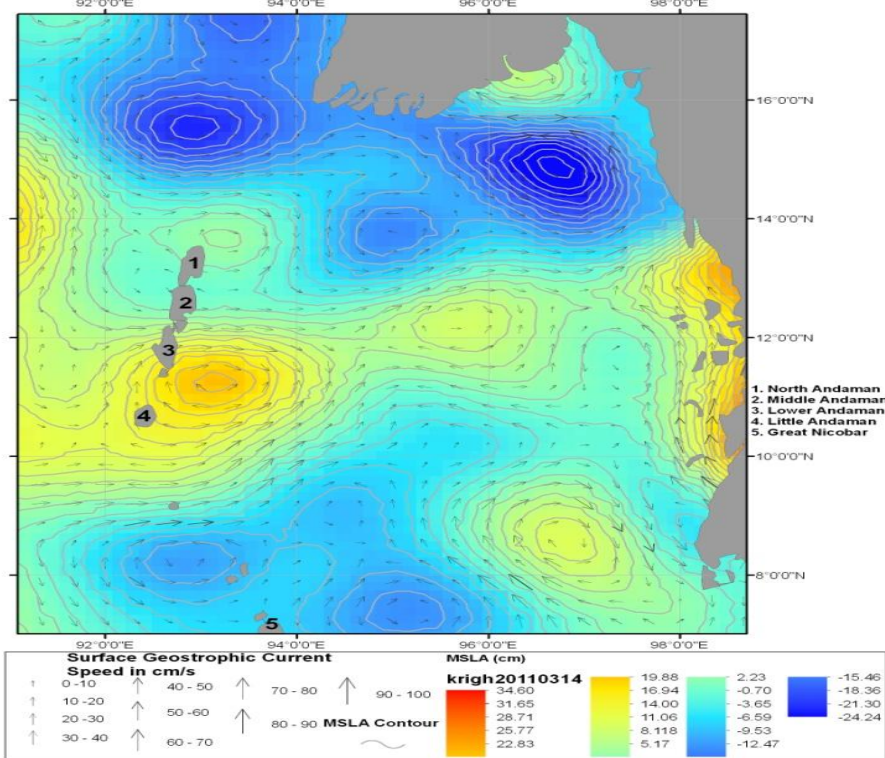 92°0'0"E 94°0'0"E 96°0'0"E 98°0'0"E
16°0'0"N
14°0'0"N
12°0'0"N
10°0'0"N
8°0'0"N
1
2
3
4
5
1. North Andaman
2. Middle Andaman
3. Lower Andaman
4. Little Andaman
5. Great Nicobar
92°0'0"E 94°0'0"E 96°0'0"E 98°0'0"E
Surface Geostrophic Current
Speed in cm/s
0 -10
10 - 20
20 - 30
30 - 40
40 - 50
50 -60
60 - 70
70 - 80
80 - 90
90 - 100
MSLA Contour
MSLA (cm)
krigh20110314
34.60
31.65
28.71
25.77
22.83
19.88
16.94
14.00
11.06
8.118
5.17
2.23
-0.70
-3.65
-6.59
-9.53
-12.47
-15.46
-18.36
-21.30
-24.24